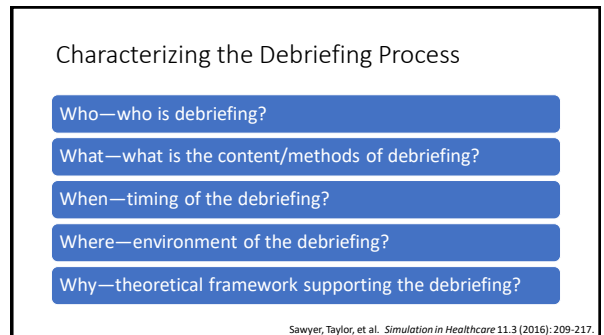 Characterizing the Debriefing Process
Who—who is debriefing?
What—what is the content/methods of debriefing?
When—timing of the debriefing?
Where—environment of the debriefing?
Why—theoretical framework supporting the debriefing?
Sawyer, Taylor, et al. Simulation in Healthcare 11.3 (2016): 209-217.